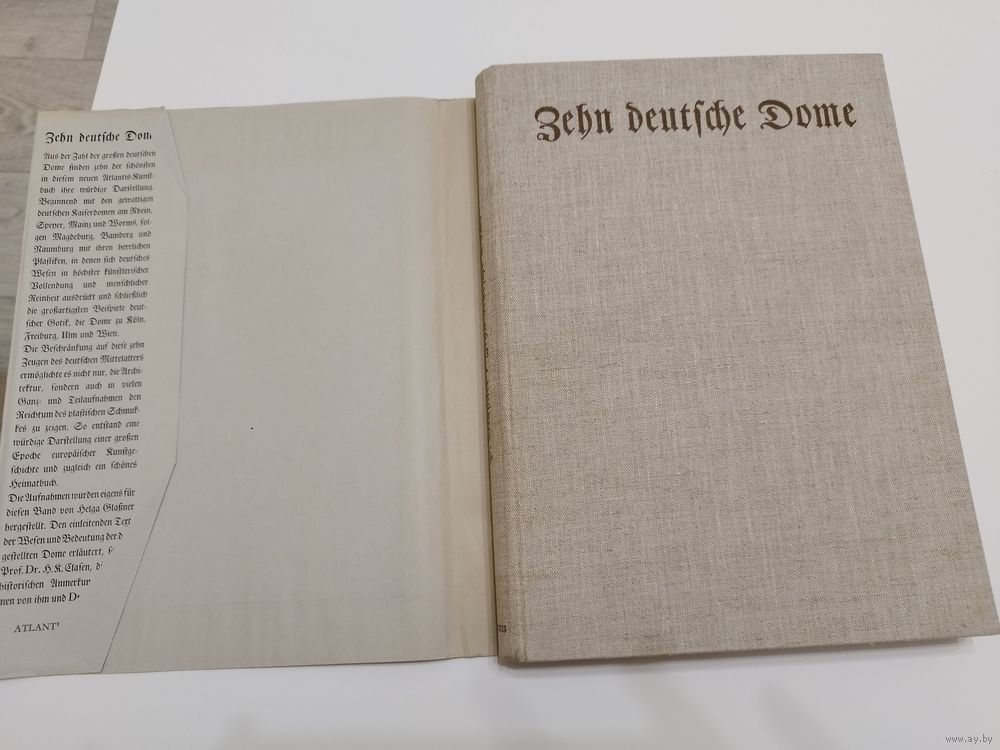 Zehn deutsche Dom
Aus der Zahl der großen deutschen
Dome finden zehn der schönsten
in diesem neuen Atlantis-Kunst-
buch ihre würdige Darstellung.
Beginnend mit den gewaltigen
deutschen Kaiserdomen am Rhein,
Speyer, Mainz und Worms, fol-
gen Magdeburg, Bamberg und
Naumburg mit ihren herrlichen
Plastiken, in denen sich deutsches
Wesen in höchster künstlerischer
Vollendung und menschlicher
Reinheit ausdrückt und schließlich
die großartigsten Beispiele deut-
scher Gotik, die Dome zu Köln,
Freiburg, Ulm und Wien.
Die Beschränkung auf diese zehn
Zeugen des deutschen Mittelalters
ermöglichte es nicht nur, die Archi-
tektur, sondern auch in vielen
Ganz- und Teilaufnahmen den
Reichtum des plastischen Schmuk-
kes zu zeigen. So entstand eine
würdige Darstellung einer großen
Epoche europäischer Kunstge-
schichte und zugleich ein schönes
Heimatbuch.
Die Aufnahmen wurden eigens für
diesen Band von Helga Glaßner
hergestellt. Den einleitenden Text
der Wesen und Bedeutung der d
gestellten Dome erläutert, s
Prof. Dr. H. K. Clasen, d
historischen Anmerkun
men von ihm und D
ATLANT
Zehn deutsche Dome
TIS
www.ay.by